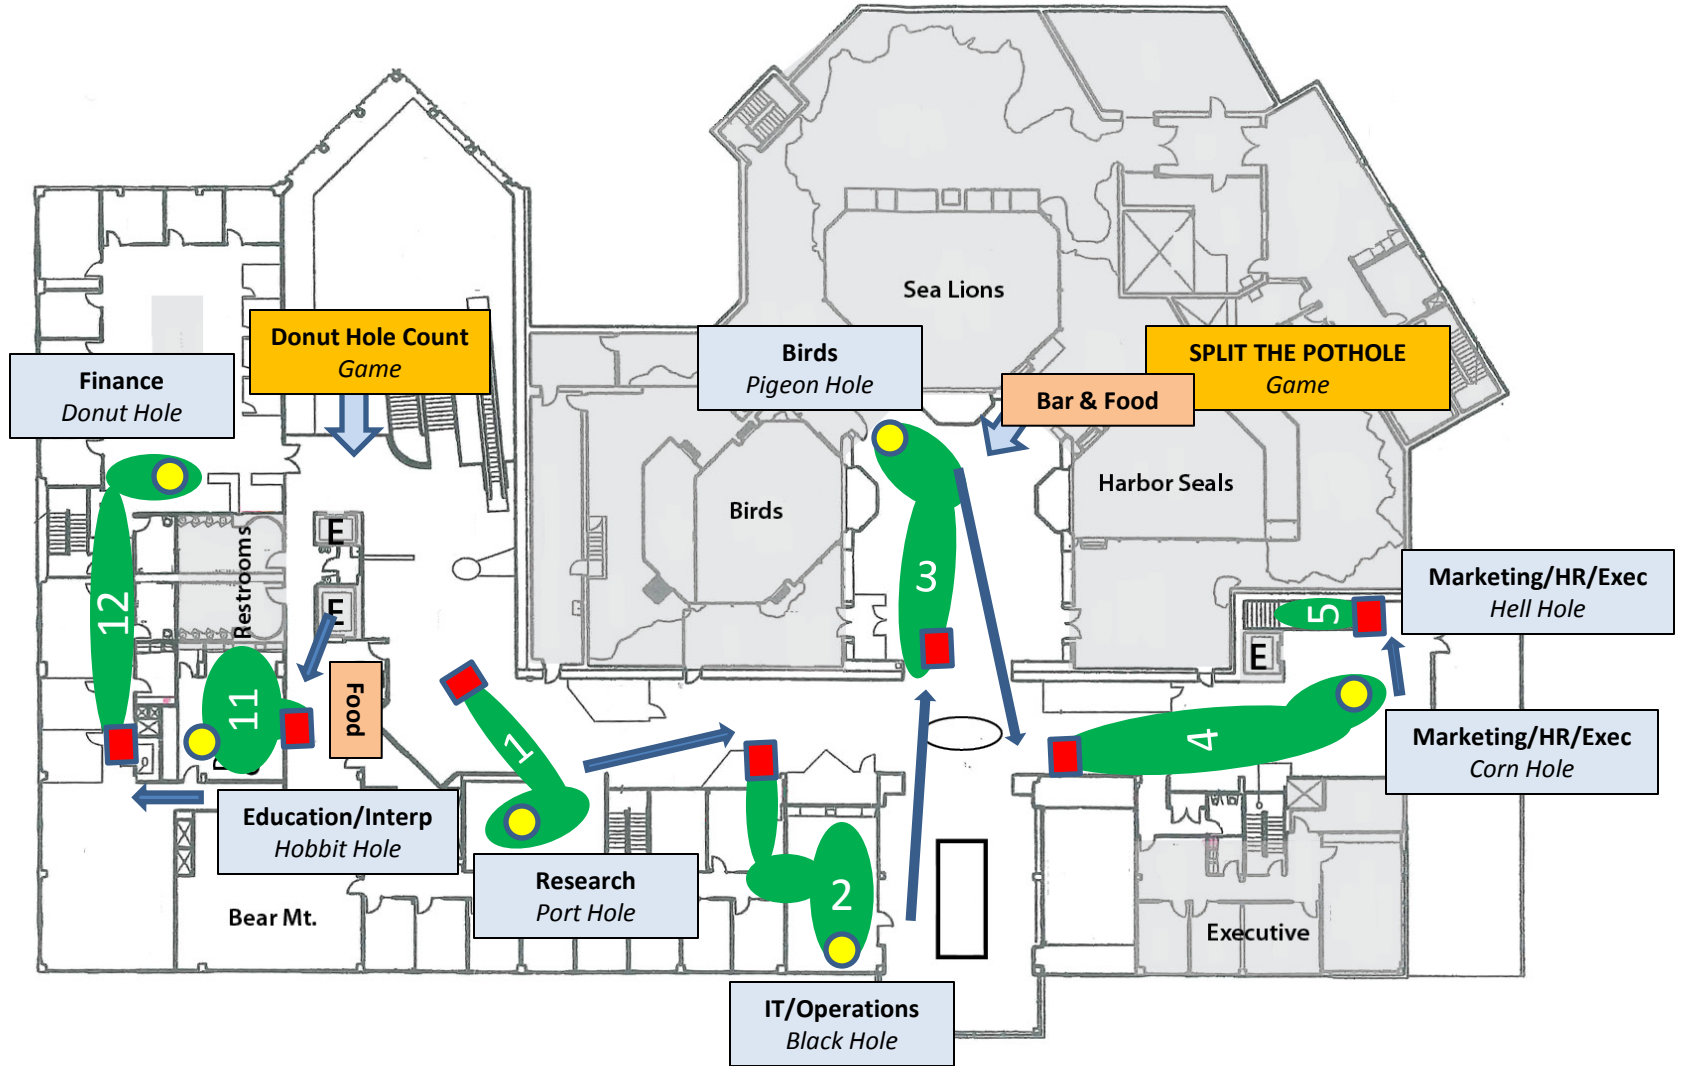 Sea Lions
Donut Hole Count
Game
Birds
Pigeon Hole
SPLIT THE POTHOLE
Game
Finance
Donut Hole
Bar & Food
Harbor Seals
Birds
E
Restrooms
E
12
3
Marketing/HR/Exec
Hell Hole
5
E
Food
11
1
4
Marketing/HR/Exec
Corn Hole
Education/Interp
Hobbit Hole
Research
Port Hole
2
Bear Mt.
Executive
IT/Operations
Black Hole